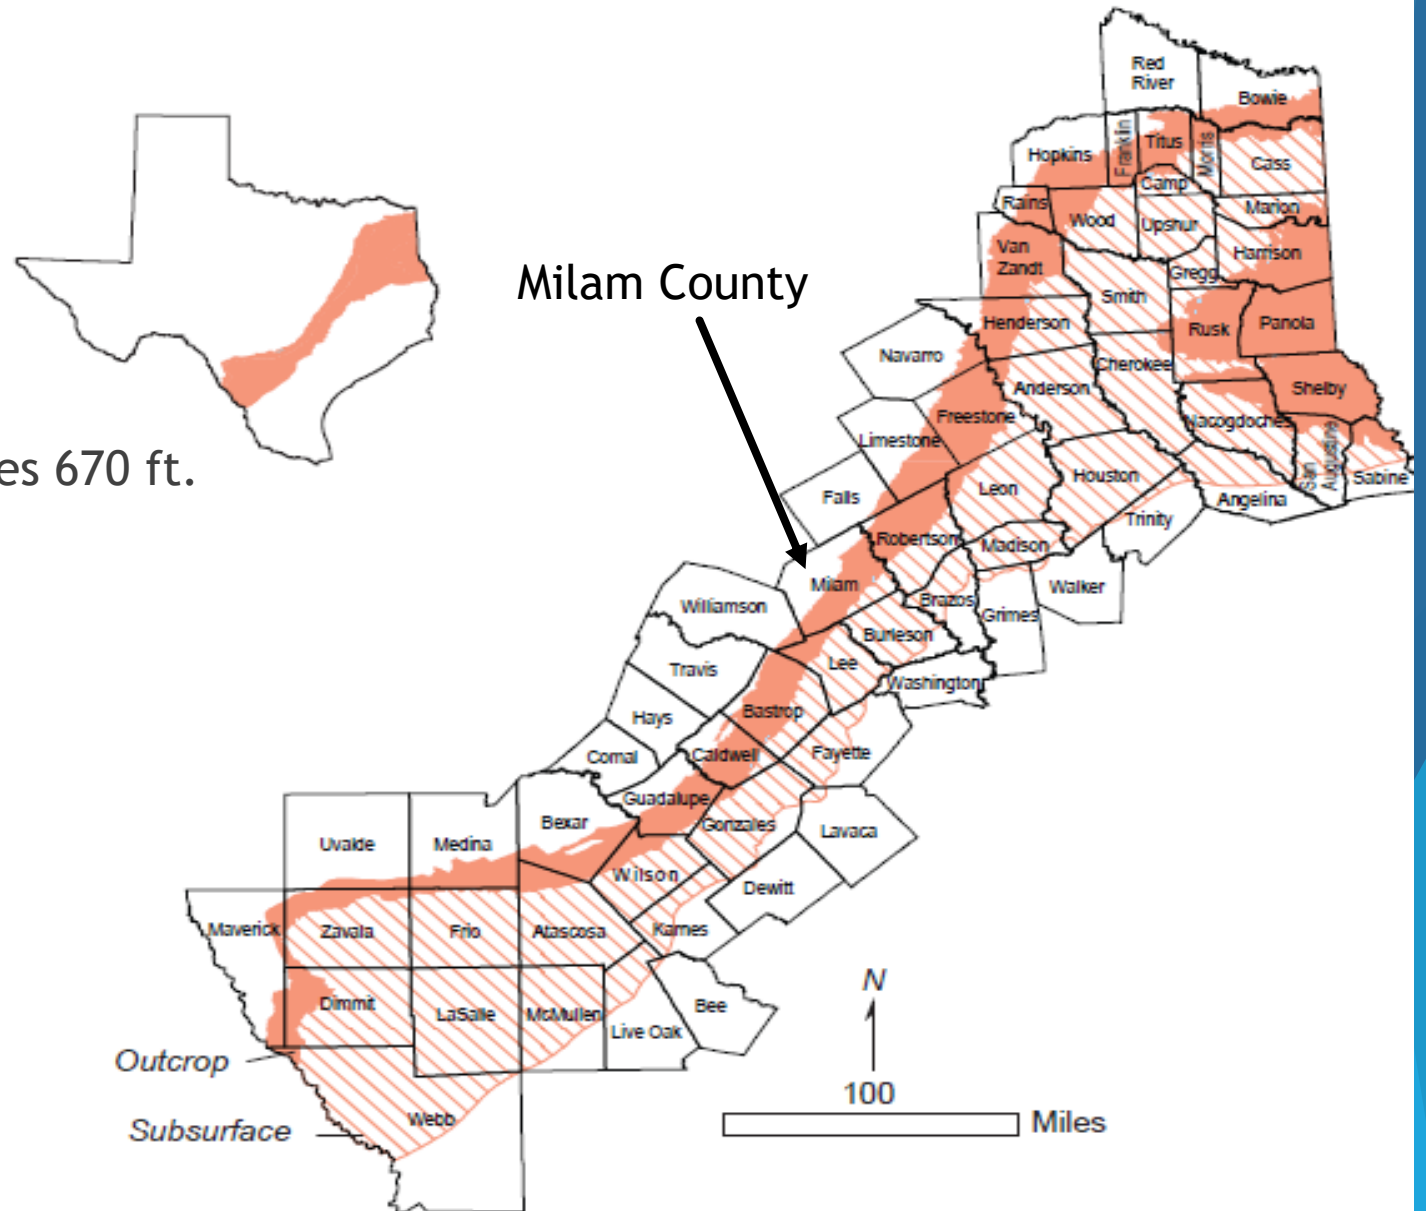 Milam County
es 670 ft.
Red
River
Bowie
Hopkins
Franklin
Titus
Morris
Cass
Camp
Rains
Wood
Upshur
Marion
Van
Zandt
Harrison
Gregg
Smith
Henderson
Rusk
Panola
Navarro
Cherokee
Anderson
Shelby
Freestone
Limestone
Nacogdoches
San
Augustine
Sabine
Houston
Leon
Falls
Angelina
Trinity
Robertson
Madison
Milam
Walker
Williamson
Brazos
Grimes
Burleson
Lee
Travis
Washington
Hays
Bastrop
Fayette
Comal
Caldwell
Guadalupe
Bexar
Gonzales
Lavaca
Uvalde
Medina
Wilson
Dewitt
Maverick
Zavala
Frio
Atascosa
Karnes
Dimmit
LaSalle
McMullen
Live Oak
Bee
N
Outcrop
100
Miles
Subsurface
Webb